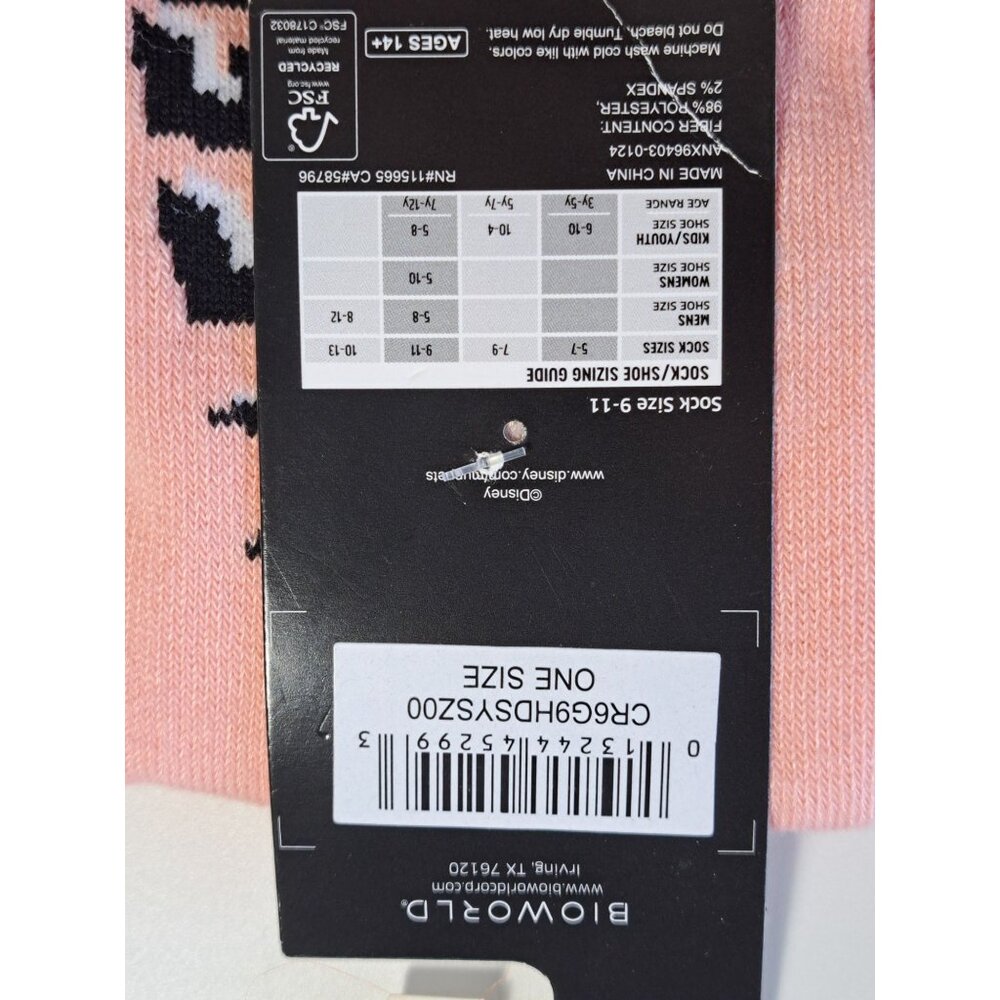 BIOWORLD®
www.bioworldcorp.com
Irving, TX 76120
0 13244 45299 3
CR6G9HDSYSZ00
ONE SIZE
©Disney
www.disney.com/muppets
Sock Size 9-11
SOCK/SHOE SIZING GUIDE
SOCK SIZES 5-7 7-9 9-11 10-13
MENS SHOE SIZE 5-8 8-12
WOMENS SHOE SIZE 5-10
KIDS/YOUTH SHOE SIZE 6-10 10-4 5-8
AGE RANGE 3y-5y 5y-7y 7y-12y
MADE IN CHINA RN#115665 CA#58796
ANX96403-0124
FIBER CONTENT:
98% POLYESTER,
2% SPANDEX
Machine wash cold with like colors.
Do not bleach, Tumble dry low heat.
AGES 14+
®
FSC
www.fsc.org
RECYCLED
Made from
recycled material
FSC® C178032